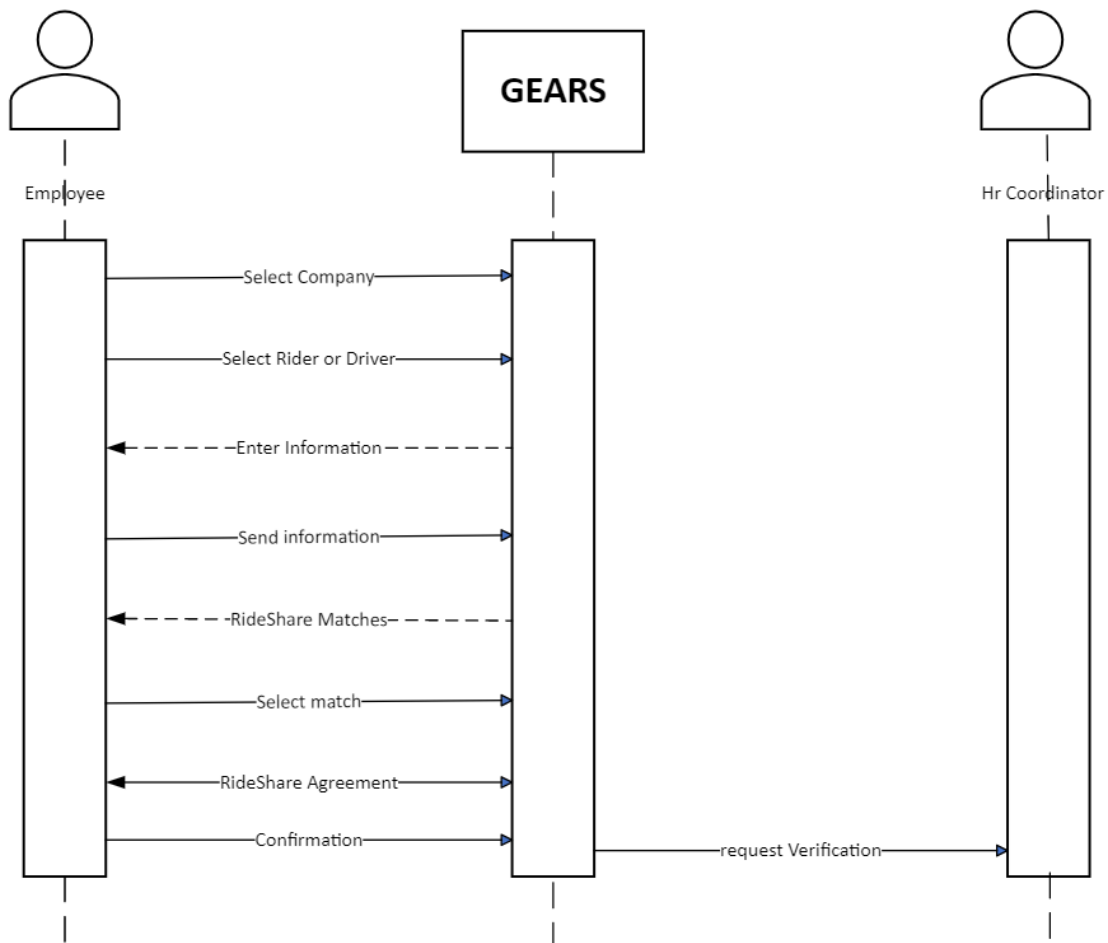 GEARS
Employee
Hr Coordinator
Select Company
Select Rider or Driver
Enter Information
Send information
RideShare Matches
Select match
RideShare Agreement
Confirmation
request Verification